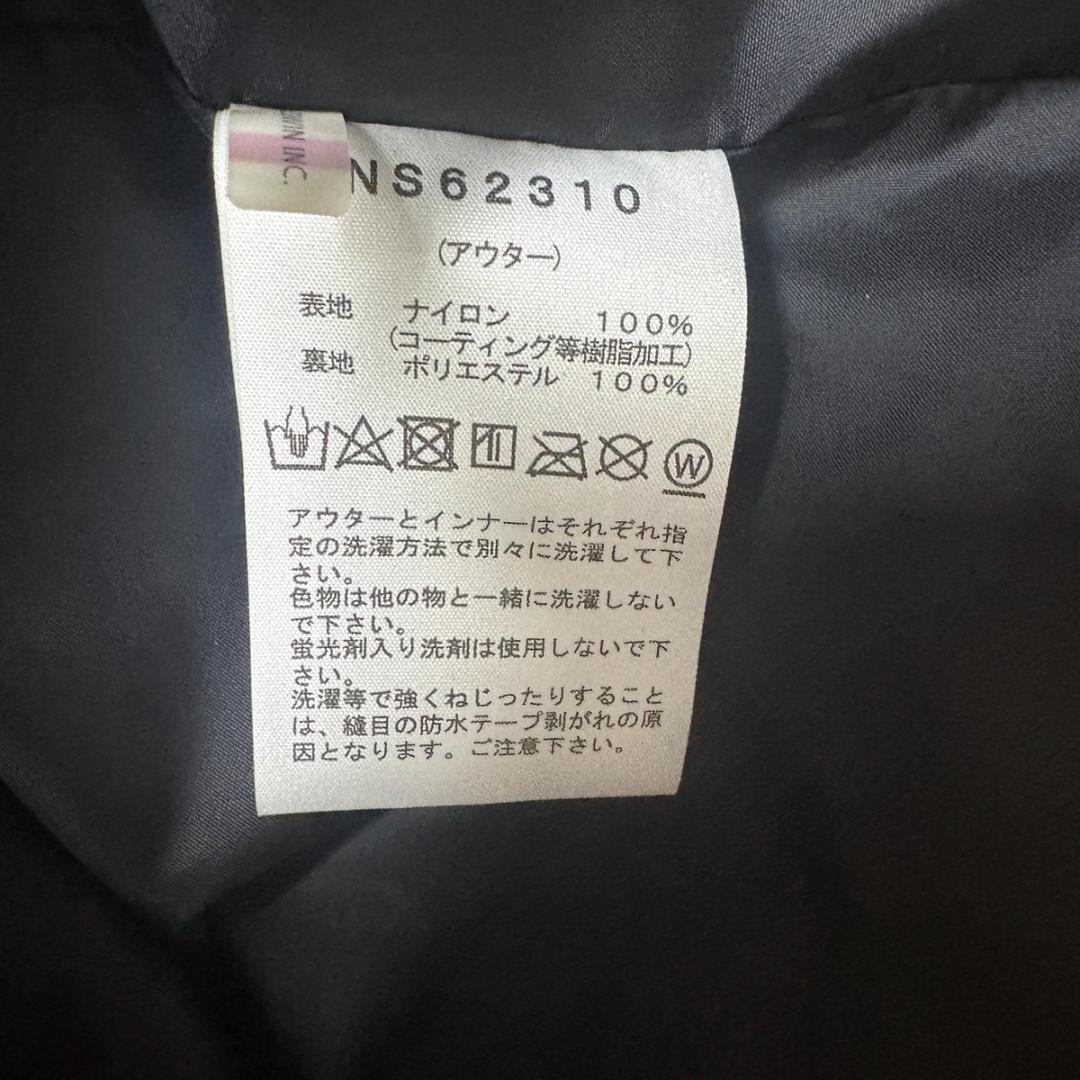 WIN INC.
NS62310
(アウター)
表地 ナイロン 100%
(コーティング等樹脂加工)
裏地 ポリエステル 100%
W
アウターとインナーはそれぞれ指
定の洗濯方法で別々に洗濯して下
さい。
色物は他の物と一緒に洗濯しない
で下さい。
蛍光剤入り洗剤は使用しないで下
さい。
洗濯等で強くねじったりすること
は、縫目の防水テープ剥がれの原
因となります。ご注意下さい。